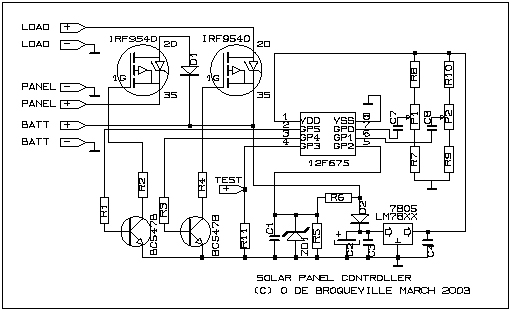 LOAD +
LOAD -
IRF9540 2D
IRF9540 2D
D1
1G
1G
3S
3S
PANEL -
PANEL +
BATT +
BATT -
1 VDD VSS 8
2 GP5 GP0 7
3 GP4 GP1 6
4 GP3 GP2 5
12F675
C7
C8
R8
R10
P1
P2
R7
R9
TEST
+
R1
R2
R3
R4
R11
BC547B
BC547B
C1
ZD1
R5
R6
D2
7805
LM78XX
+
C2
C3
C4
SOLAR PANEL CONTROLLER
(C) O DE BROQUEVILLE MARCH 2003